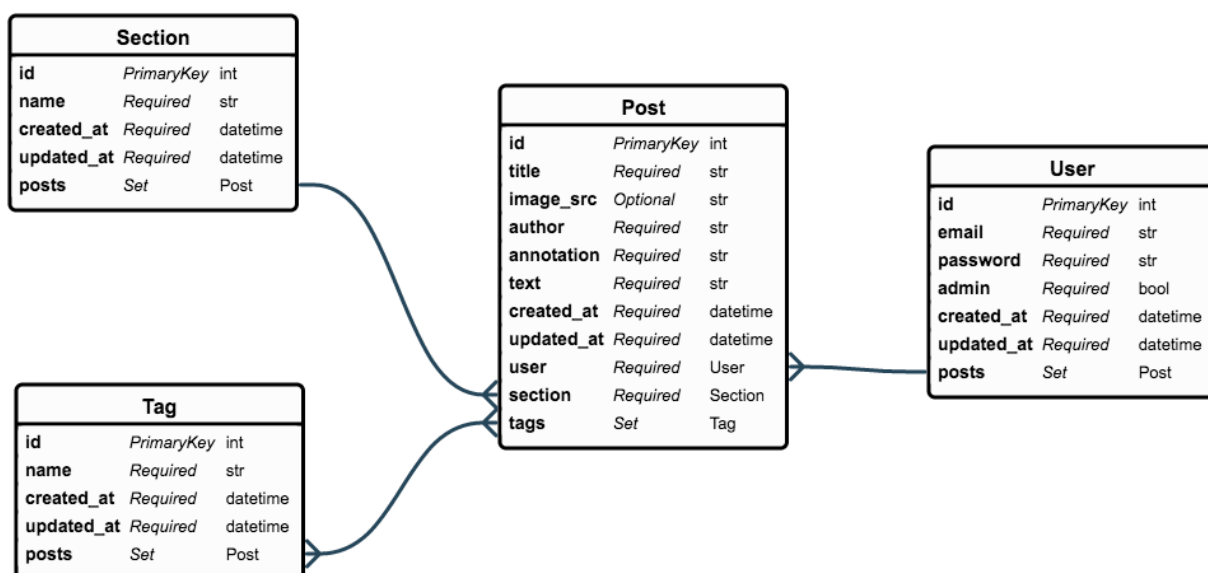 Section
id PrimaryKey int
name Required str
created_at Required datetime
updated_at Required datetime
posts Set Post
Tag
id PrimaryKey int
name Required str
created_at Required datetime
updated_at Required datetime
posts Set Post
Post
id PrimaryKey int
title Required str
image_src Optional str
author Required str
annotation Required str
text Required str
created_at Required datetime
updated_at Required datetime
user Required User
section Required Section
tags Set Tag
User
id PrimaryKey int
email Required str
password Required str
admin Required bool
created_at Required datetime
updated_at Required datetime
posts Set Post